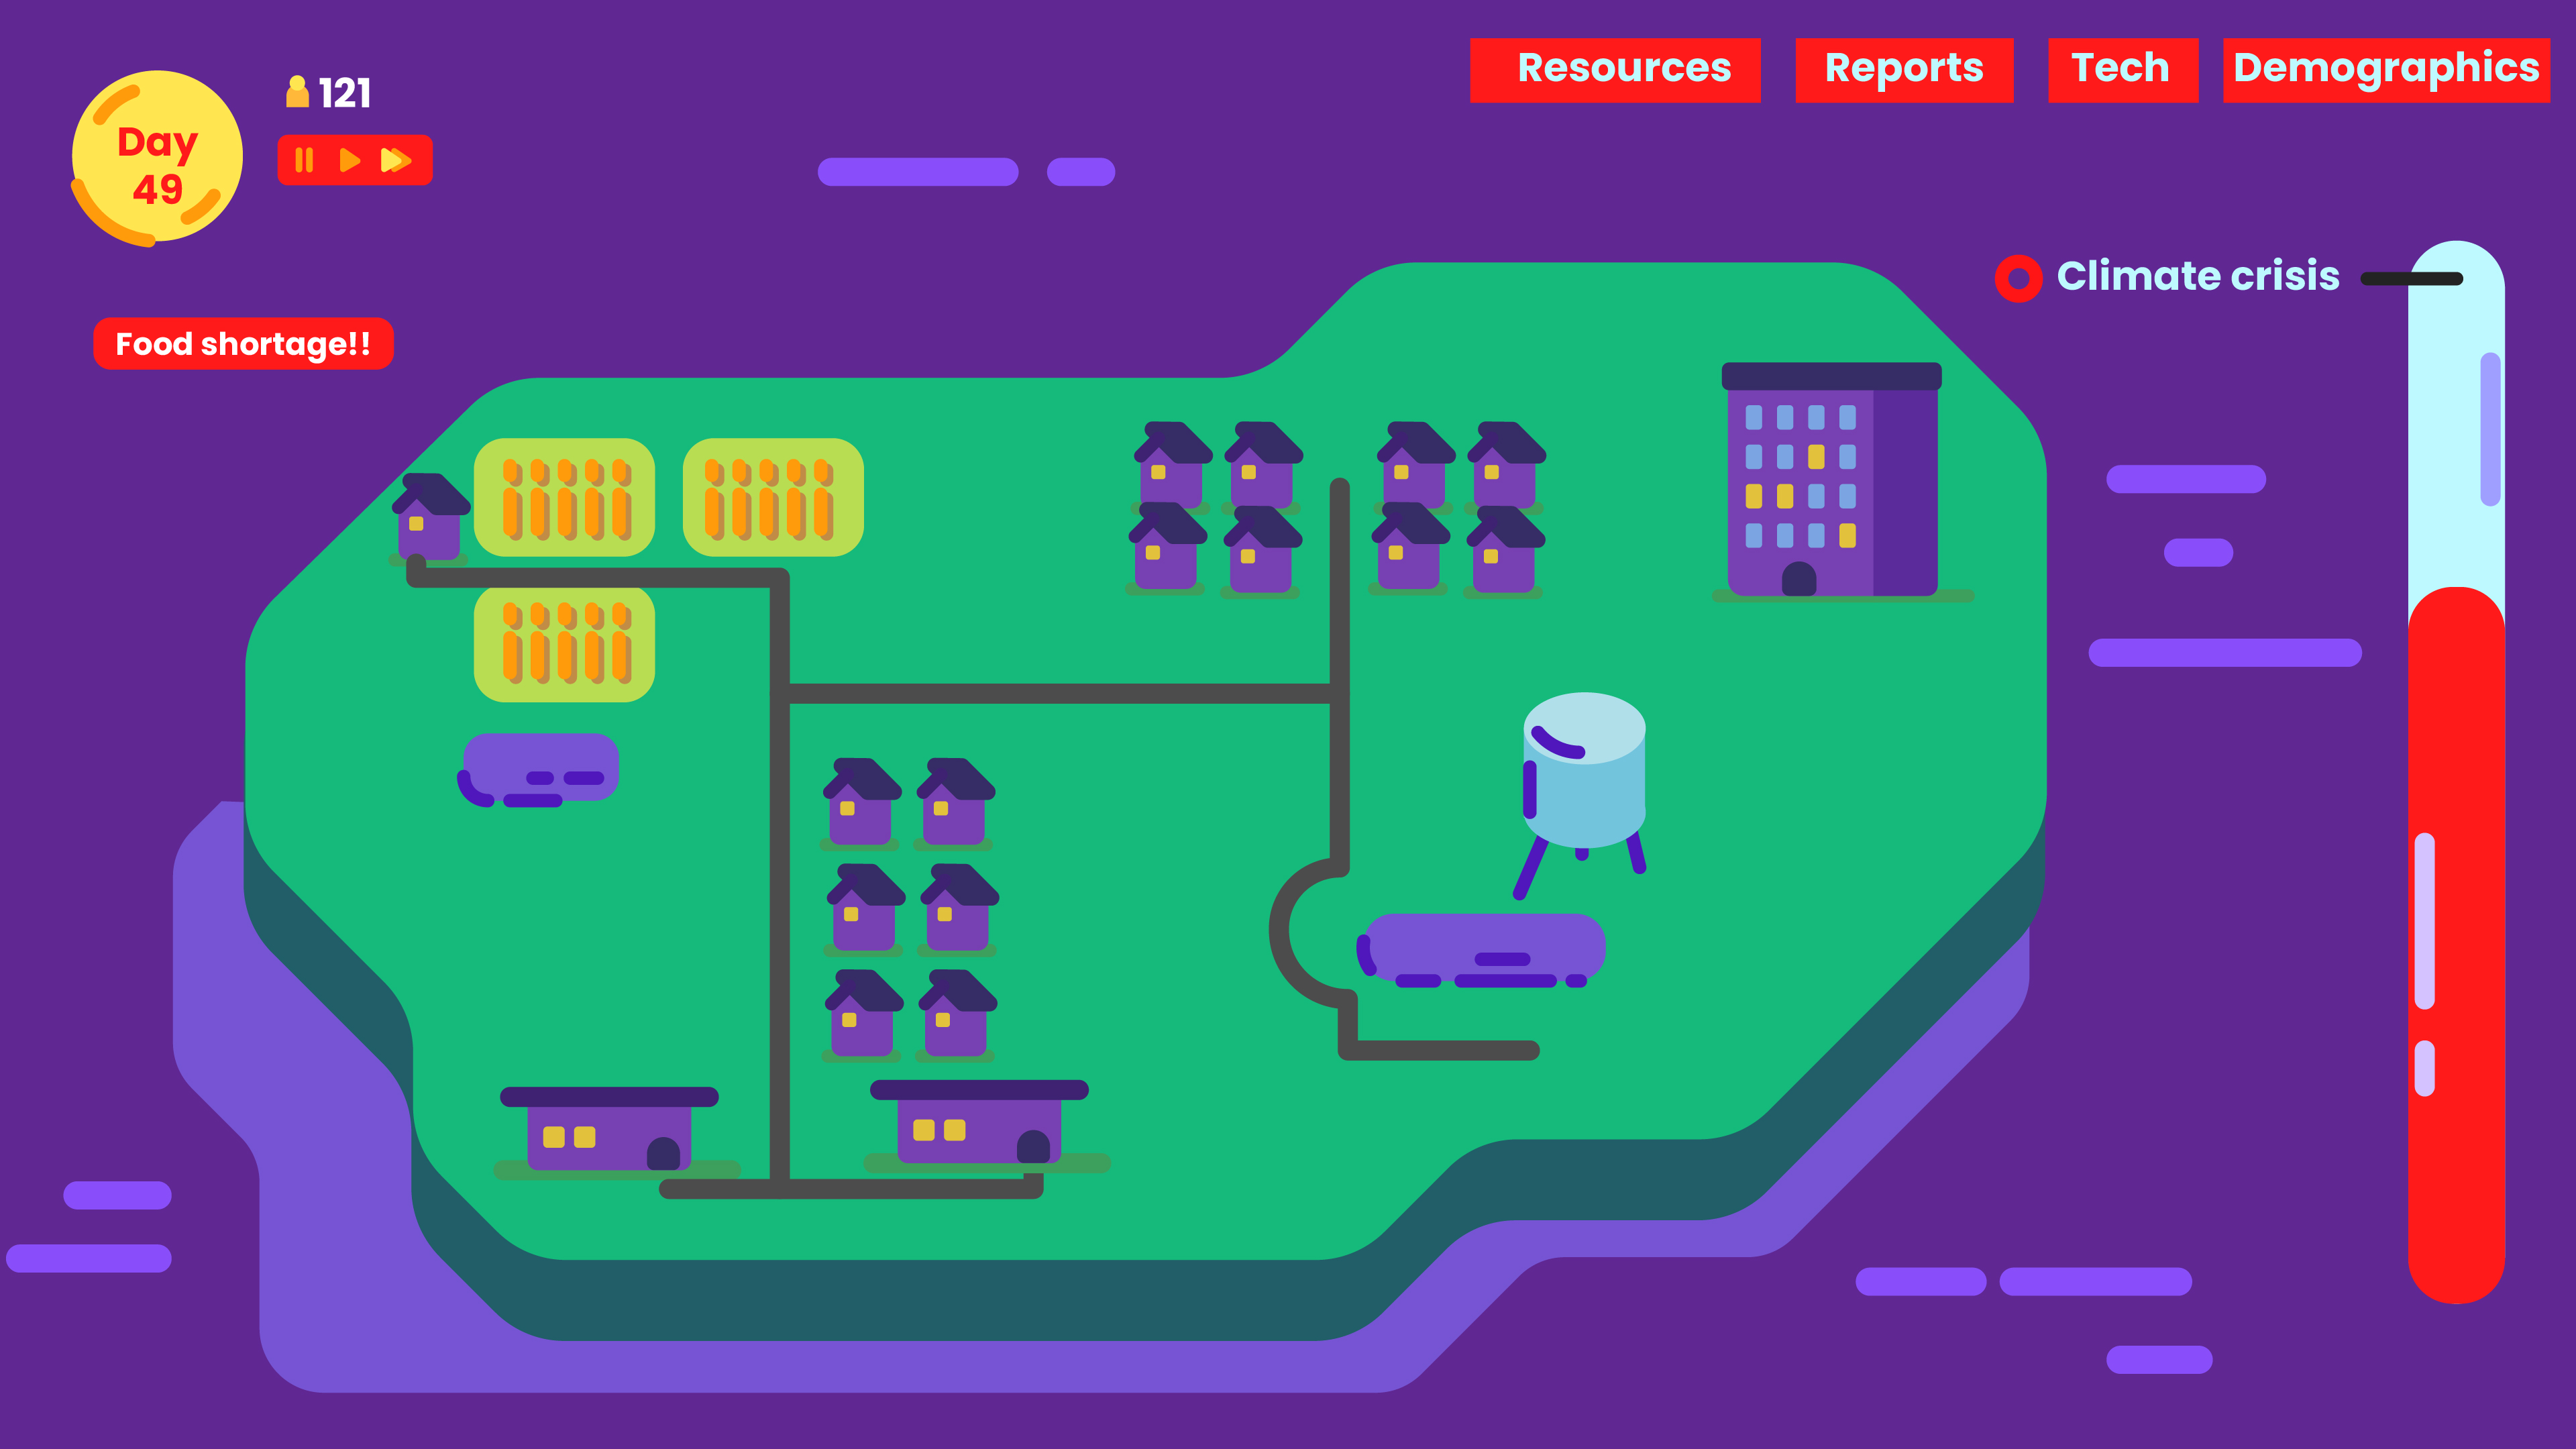 Day
49
121
Resources
Reports
Tech
Demographics
Climate crisis
Food shortage!!